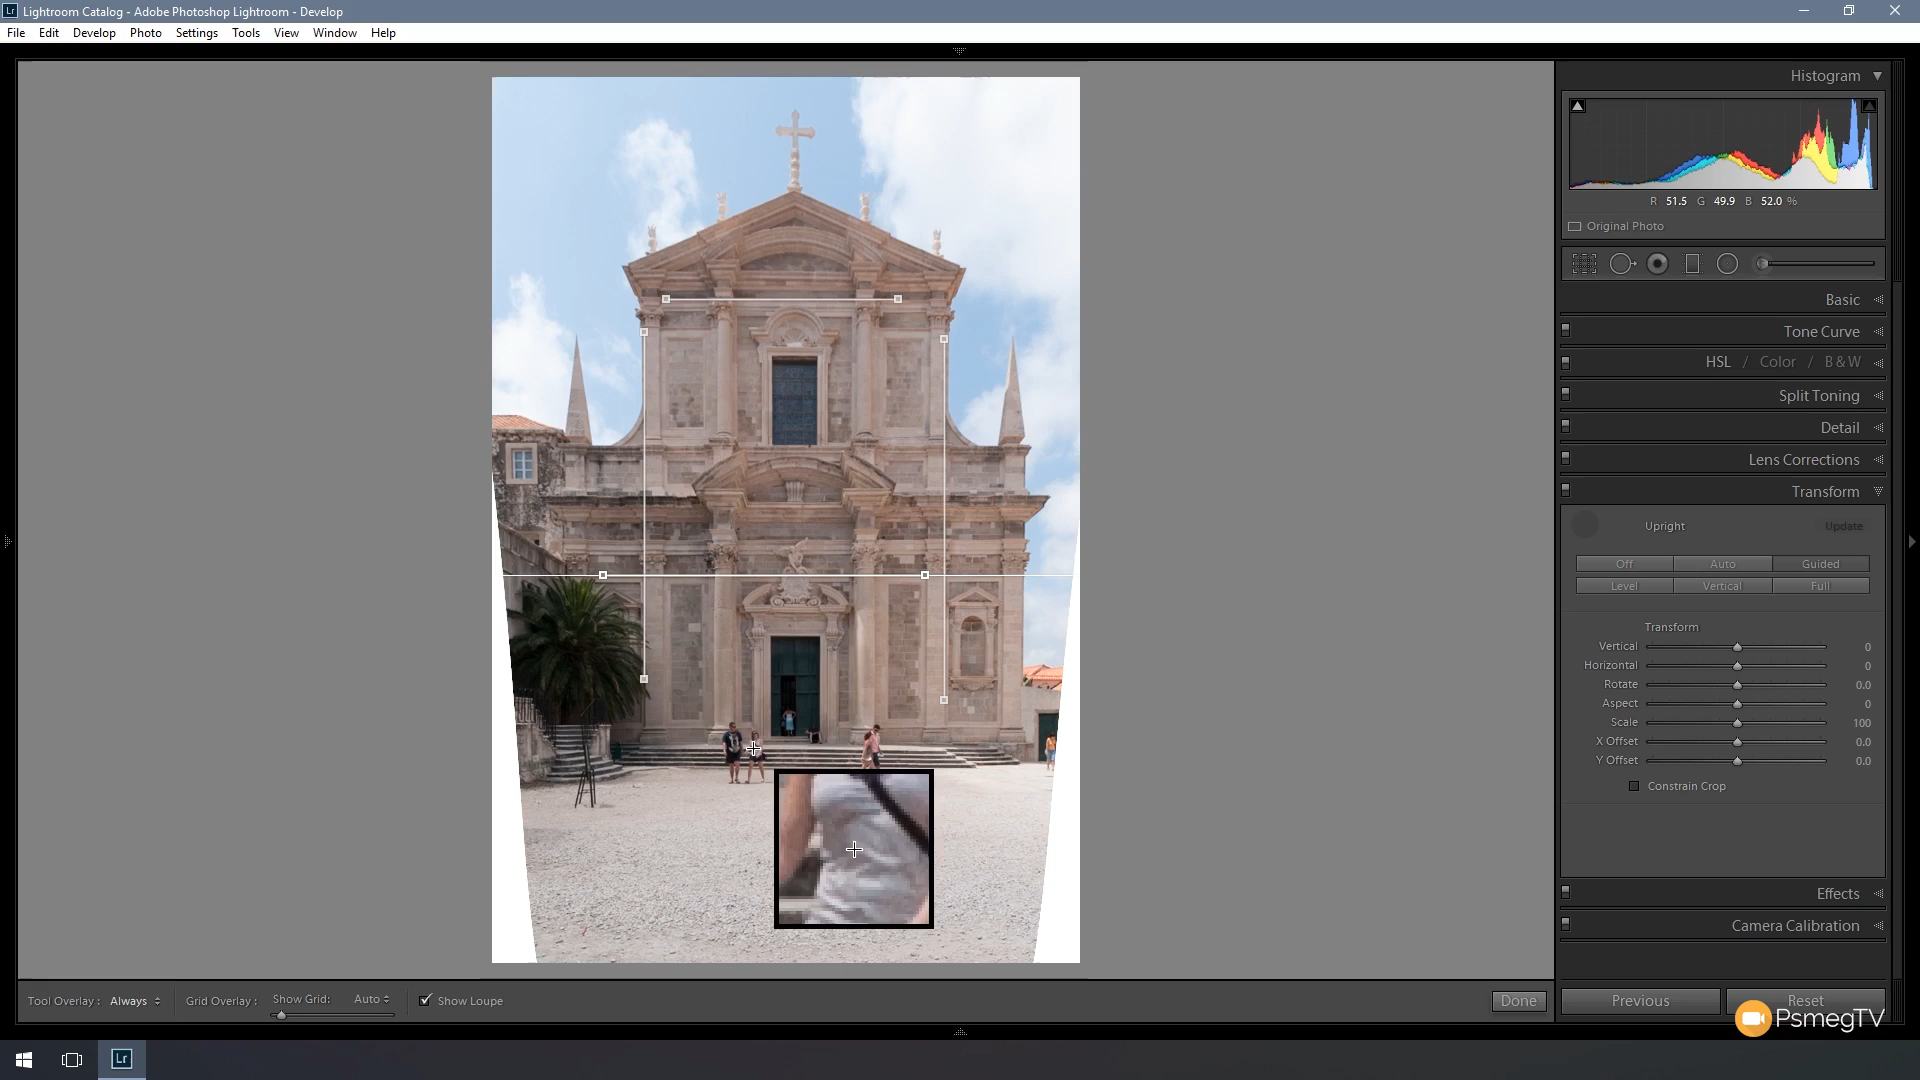 Lr Lightroom Catalog - Adobe Photoshop Lightroom - Develop
File Edit Develop Photo Settings Tools View Window Help
Histogram
R 51.5 G 49.9 B 52.0 %
Original Photo
Basic
Tone Curve
HSL / Color / B & W
Split Toning
Detail
Lens Corrections
Transform
Upright Update
Off Auto Guided
Level Vertical Full
Transform
Vertical 0
Horizontal 0
Rotate 0.0
Aspect 0
Scale 100
X Offset 0.0
Y Offset 0.0
Constrain Crop
Effects
Camera Calibration
Tool Overlay : Always Grid Overlay : Show Grid: Auto Show Loupe Done
Previous Reset
PsmegTV
Lr